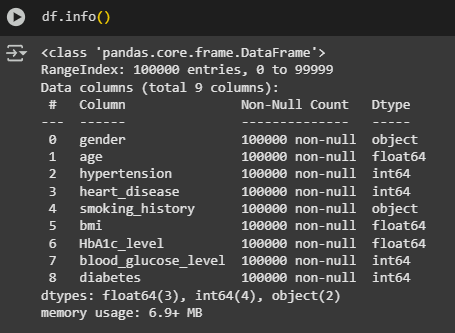 df.info()
<class 'pandas.core.frame.DataFrame'>
RangeIndex: 100000 entries, 0 to 99999
Data columns (total 9 columns):
 #   Column               Non-Null Count   Dtype
---  ------               --------------   -----
 0   gender               100000 non-null  object
 1   age                  100000 non-null  float64
 2   hypertension         100000 non-null  int64
 3   heart_disease        100000 non-null  int64
 4   smoking_history      100000 non-null  object
 5   bmi                  100000 non-null  float64
 6   HbA1c_level          100000 non-null  float64
 7   blood_glucose_level  100000 non-null  int64
 8   diabetes             100000 non-null  int64
dtypes: float64(3), int64(4), object(2)
memory usage: 6.9+ MB